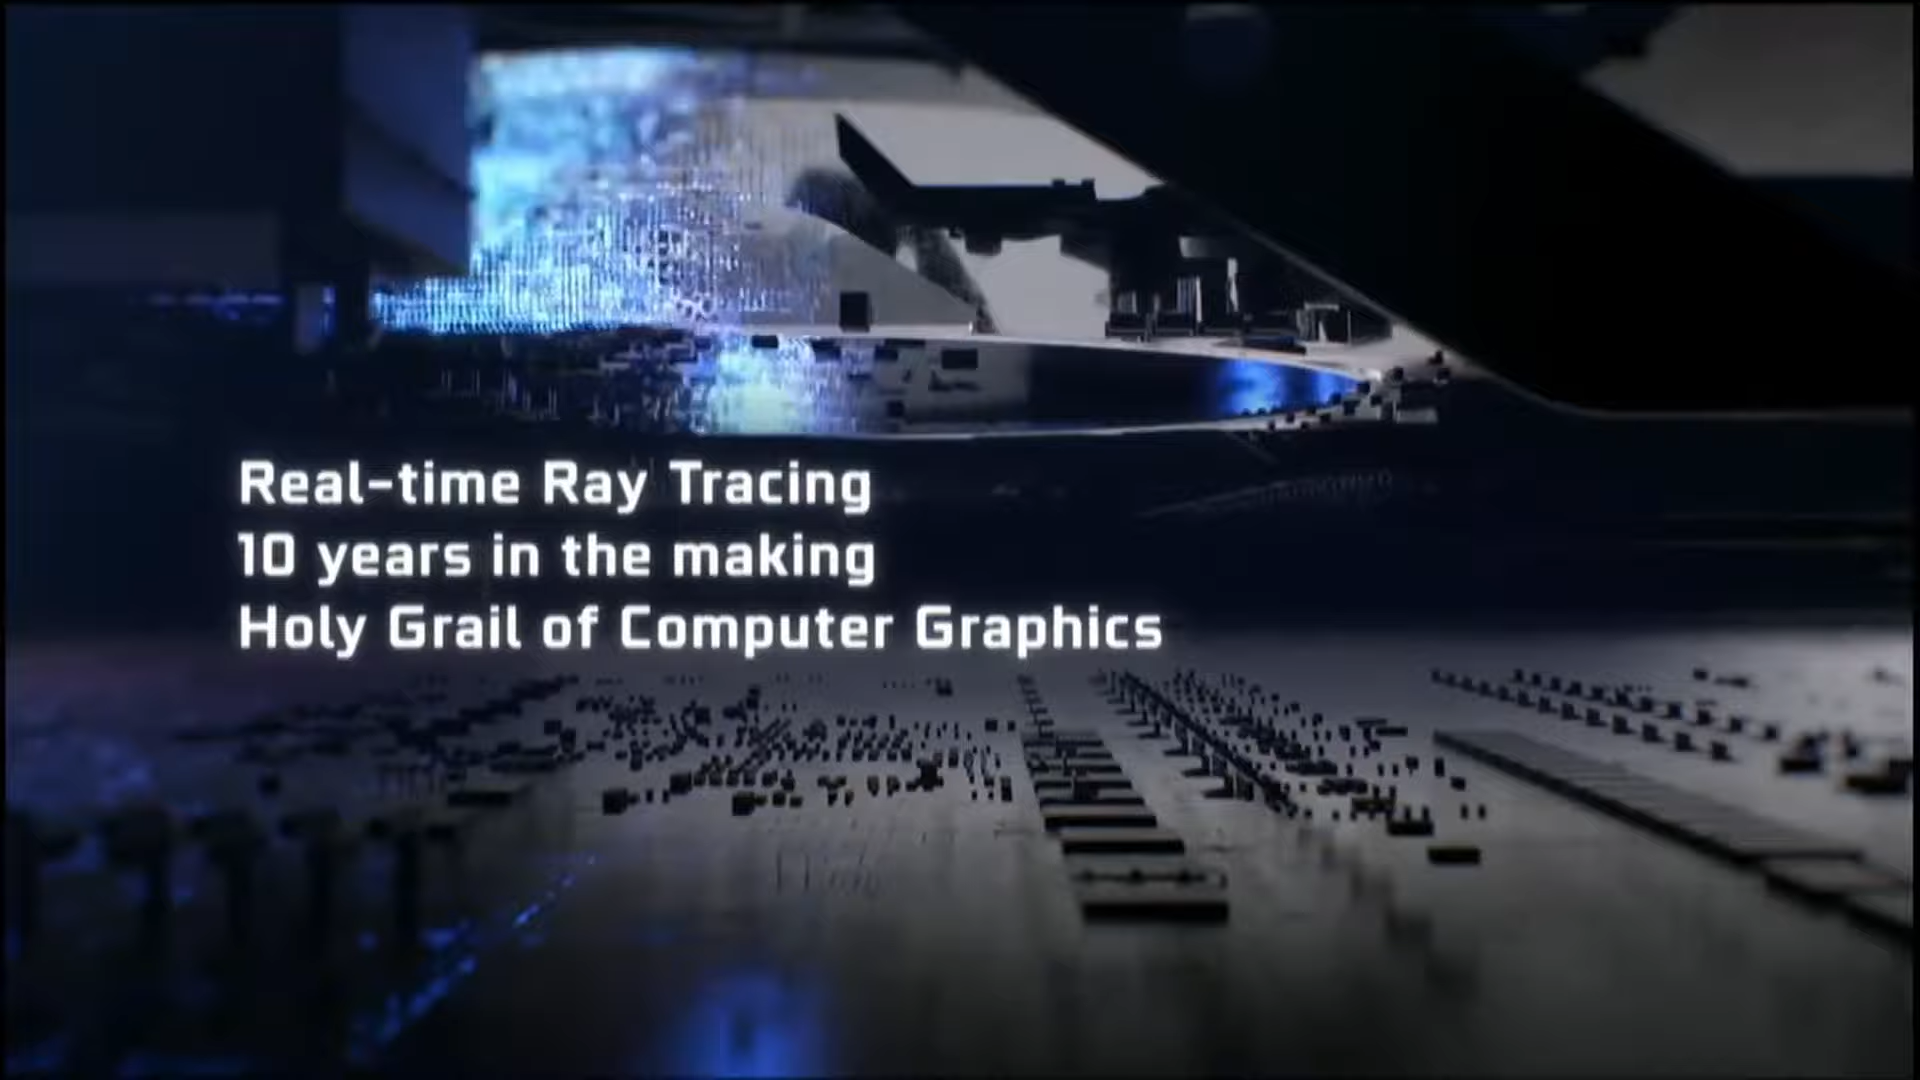 Real-time Ray Tracing
10 years in the making
Holy Grail of Computer Graphics